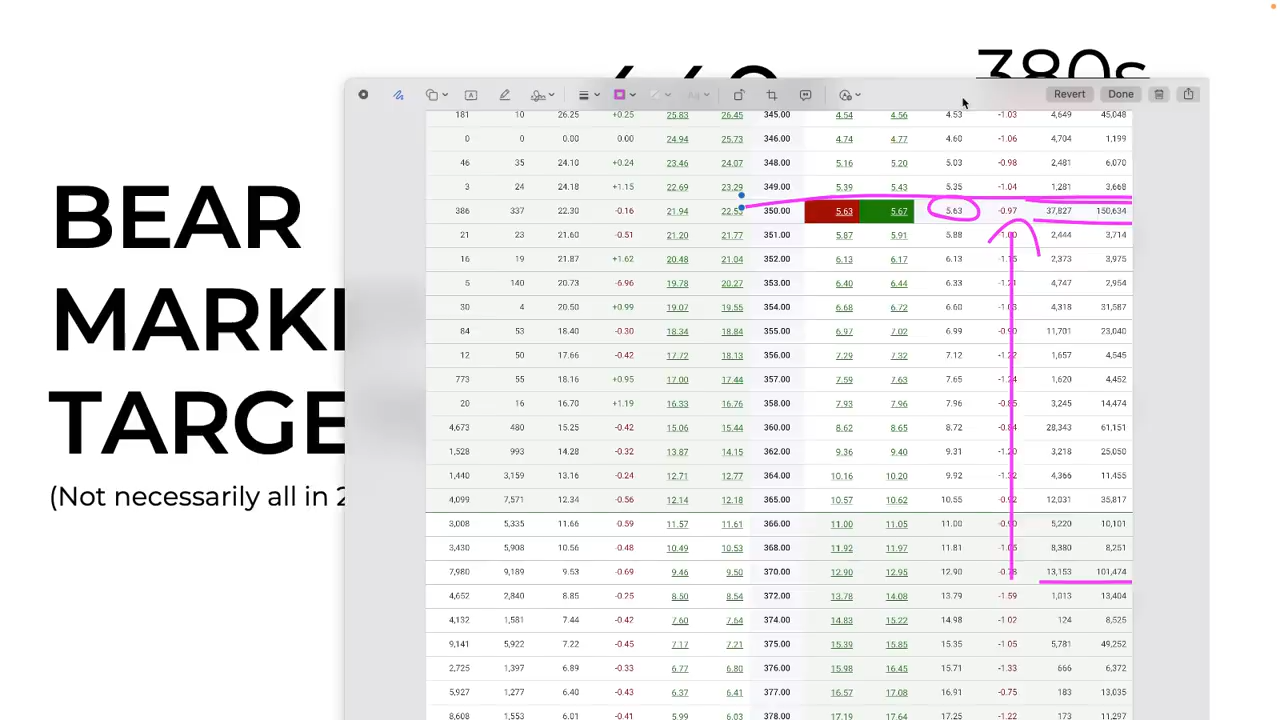 380s
BEAR
MARK
TARGE
(Not necessarily all in 2
Revert Done
181 10 26.25 +0.25 25.83 26.45 345.00 4.54 4.56 4.53 -1.03 4,649 45,048
0 0 0.00 0.00 24.94 25.73 346.00 4.74 4.77 4.60 -1.06 4,704 1,199
46 35 24.10 +0.24 23.46 24.07 348.00 5.16 5.20 5.03 -0.98 2,481 6,070
3 24 24.18 +1.15 22.69 23.29 349.00 5.39 5.43 5.35 -1.04 1,281 3,668
386 337 22.30 -0.16 21.94 350.00 5.63 5.67 5.63 -0.97 37,827 150,634
21 23 21.60 -0.51 21.20 21.77 351.00 5.87 5.91 5.88 2,444 3,714
16 19 21.87 +1.62 20.48 21.04 352.00 6.13 6.17 6.13 2,373 3,975
5 140 20.73 -6.96 19.78 20.27 353.00 6.40 6.44 6.33 4,747 2,954
30 4 20.50 +0.99 19.07 19.55 354.00 6.68 6.72 6.60 4,318 31,587
84 53 18.40 -0.30 18.34 18.84 355.00 6.97 7.02 6.99 11,701 23,040
12 50 17.66 -0.42 17.72 18.13 356.00 7.29 7.32 7.12 1,657 4,545
773 55 18.16 +0.95 17.00 17.44 357.00 7.59 7.63 7.65 1,620 4,452
20 16 16.70 +1.19 16.33 16.76 358.00 7.93 7.96 7.96 3,245 14,474
4,673 480 15.25 -0.42 15.06 15.44 360.00 8.62 8.65 8.72 28,343 61,151
1,528 993 14.28 -0.32 13.87 14.15 362.00 9.36 9.40 9.31 3,218 25,050
1,440 3,159 13.16 -0.24 12.71 12.77 364.00 10.16 10.20 9.92 4,366 11,455
4,099 7,571 12.34 -0.56 12.14 12.18 365.00 10.57 10.62 10.55 12,031 35,817
3,008 5,335 11.66 -0.59 11.57 11.61 366.00 11.00 11.05 11.00 5,220 10,101
3,430 5,908 10.56 -0.48 10.49 10.53 368.00 11.92 11.97 11.81 8,380 8,251
7,980 9,189 9.53 -0.69 9.46 9.50 370.00 12.90 12.95 12.90 13,153 101,474
4,652 2,840 8.85 -0.25 8.50 8.54 372.00 13.78 14.08 13.79 -1.59 1,013 13,404
4,132 1,581 7.44 -0.42 7.60 7.64 374.00 14.83 15.22 14.98 -1.02 124 8,525
9,141 5,922 7.22 -0.45 7.17 7.21 375.00 15.39 15.85 15.35 -1.05 5,781 49,252
2,725 1,397 6.89 -0.33 6.77 6.80 376.00 15.98 16.45 15.71 -1.33 666 6,372
5,927 1,277 6.40 -0.43 6.37 6.41 377.00 16.57 17.08 16.91 -0.75 183 13,035
8,608 1,553 6.01 -0.41 5.99 6.03 378.00 17.19 17.64 17.25 -1.22 173 11,097